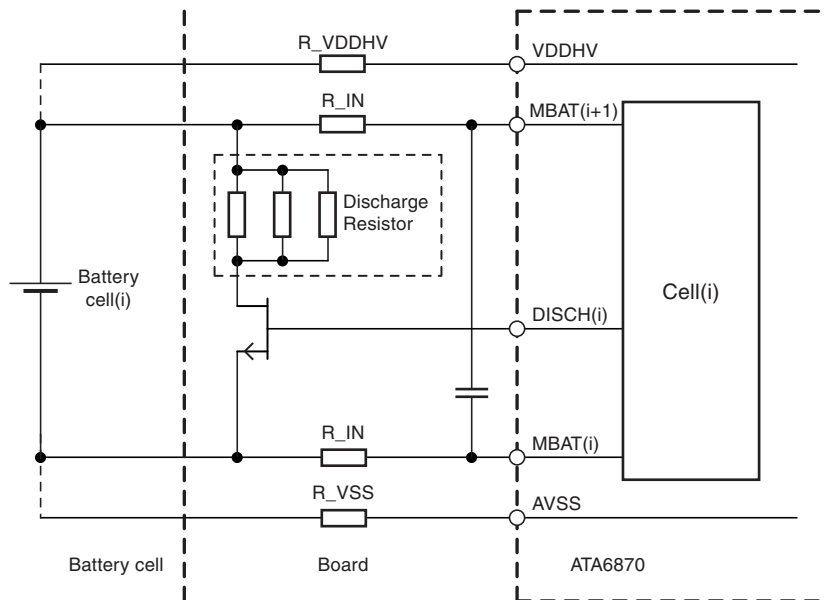 R_VDDHV
VDDHV
R_IN
MBAT(i+1)
Discharge
Resistor
Battery
cell(i)
Cell(i)
DISCH(i)
R_IN
MBAT(i)
R_VSS
AVSS
Battery cell
Board
ATA6870